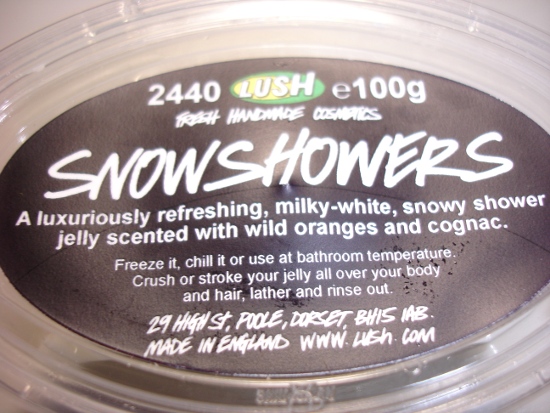 2440 LUSH e100g
FRESH HANDMADE COSMETICS
SNOWSHOWERS
A luxuriously refreshing, milky-white, snowy shower
jelly scented with wild oranges and cognac.
Freeze it, chill it or use at bathroom temperature.
Crush or stroke your jelly all over your body
and hair, lather and rinse out.
29 HIGH St, POOLE, DORSET, BH15 1AB.
MADE IN ENGLAND WWW.LUSH.COM